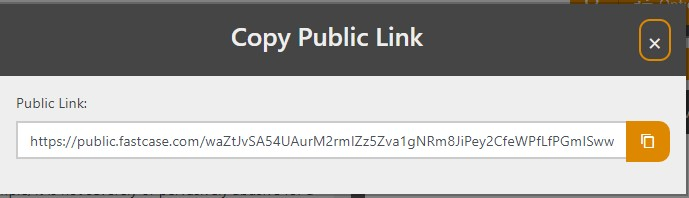 Copy Public Link
×
Public Link:
https://public.fastcase.com/waZtJvSA54UAurM2rmIZz5Zva1gNRm8JiPey2CfeWPfLfPGmISww